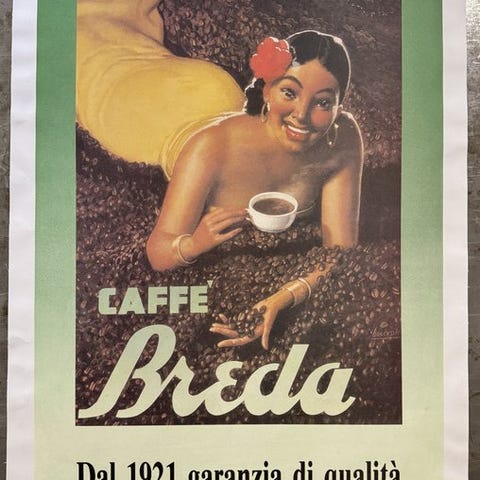 CAFFE'
Breda
Dal 1921 garanzia di qualità